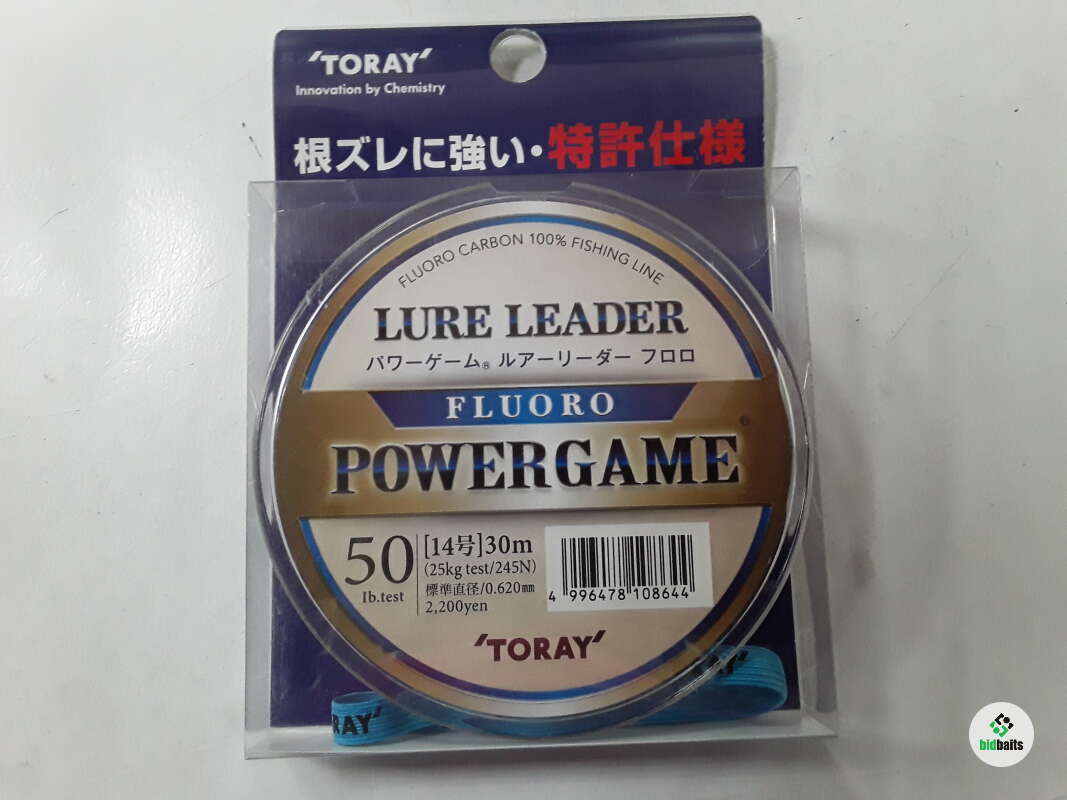 'TORAY'
Innovation by Chemistry
根ズレに強い・特許仕様
FLUORO CARBON 100% FISHING LINE
LURE LEADER
パワーゲーム® ルアーリーダー フロロ
FLUORO
POWERGAME®
50 lb.test
[14号]30m
(25kg test/245N)
標準直径/0.620mm
2,200yen
4 996478 108644
'TORAY'
RAY'
AY'
bidbaits